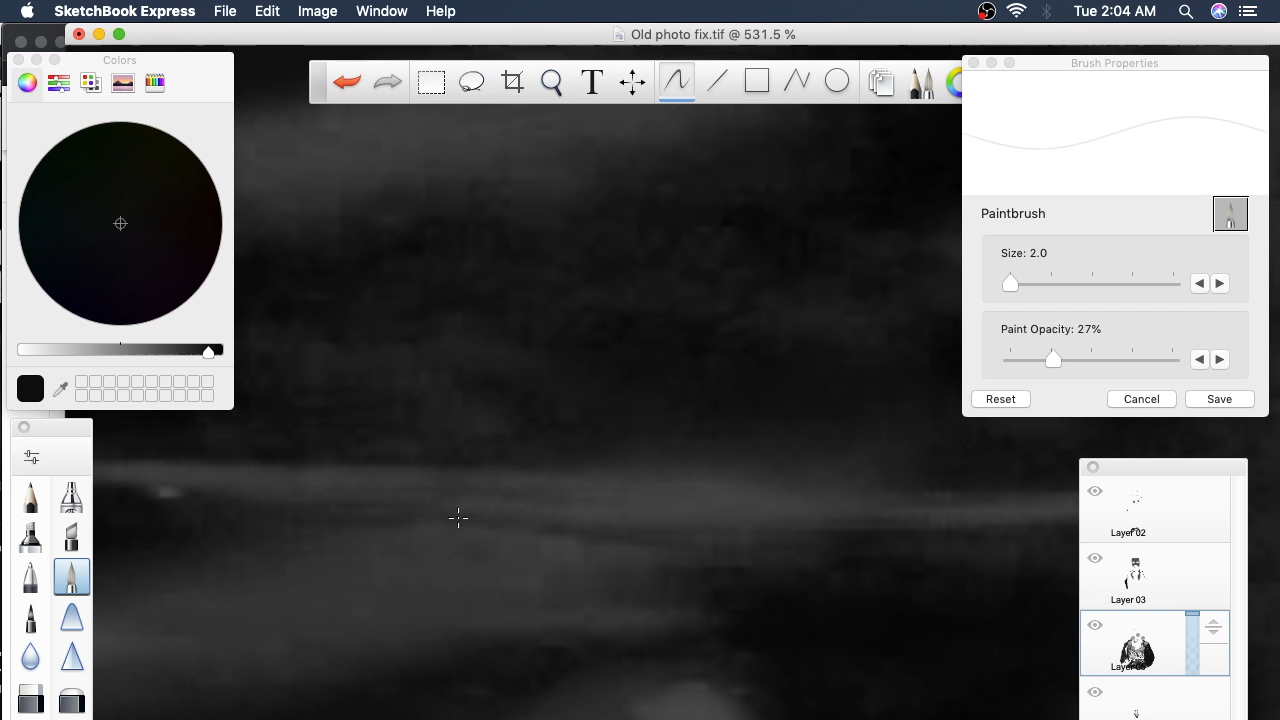 SketchBook Express File Edit Image Window Help Tue 2:04 AM
Old photo fix.tif @ 531.5 %
Colors
T
Brush Properties
Paintbrush
Size: 2.0
Paint Opacity: 27%
Reset Cancel Save
Layer 02
Layer 03